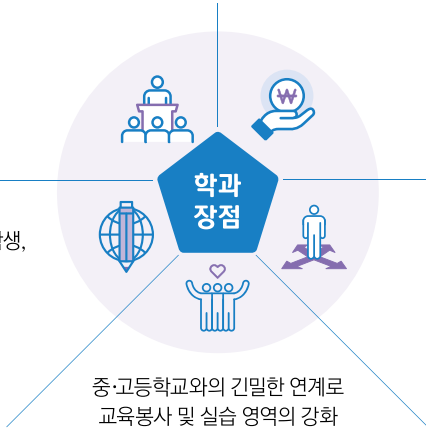 학과
장점
생,
중·고등학교와의 긴밀한 연계로
교육봉사 및 실습 영역의 강화